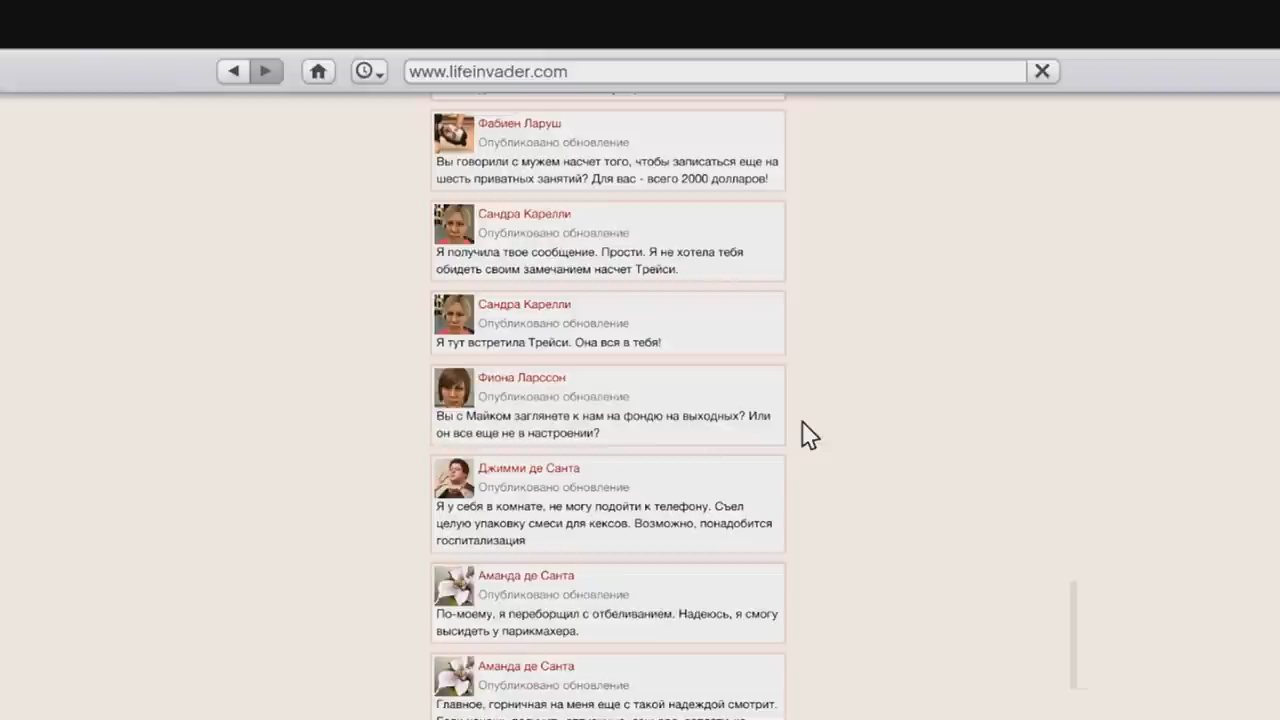 www.lifeinvader.com
Фабиен Ларуш
Опубликовано обновление
Вы говорили с мужем насчет того, чтобы записаться еще на
шесть приватных занятий? Для вас - всего 2000 долларов!
Сандра Карелли
Опубликовано обновление
Я получила твое сообщение. Прости. Я не хотела тебя
обидеть своим замечанием насчет Трейси.
Сандра Карелли
Опубликовано обновление
Я тут встретила Трейси. Она вся в тебя!
Фиона Ларссон
Опубликовано обновление
Вы с Майком заглянете к нам на фондю на выходных? Или
он все еще не в настроении?
Джимми де Санта
Опубликовано обновление
Я у себя в комнате, не могу подойти к телефону. Съел
целую упаковку смеси для кексов. Возможно, понадобится
госпитализация
Аманда де Санта
Опубликовано обновление
По-моему, я переборщил с отбеливанием. Надеюсь, я смогу
высидеть у парикмахера.
Аманда де Санта
Опубликовано обновление
Главное, горничная на меня еще с такой надеждой смотрит.